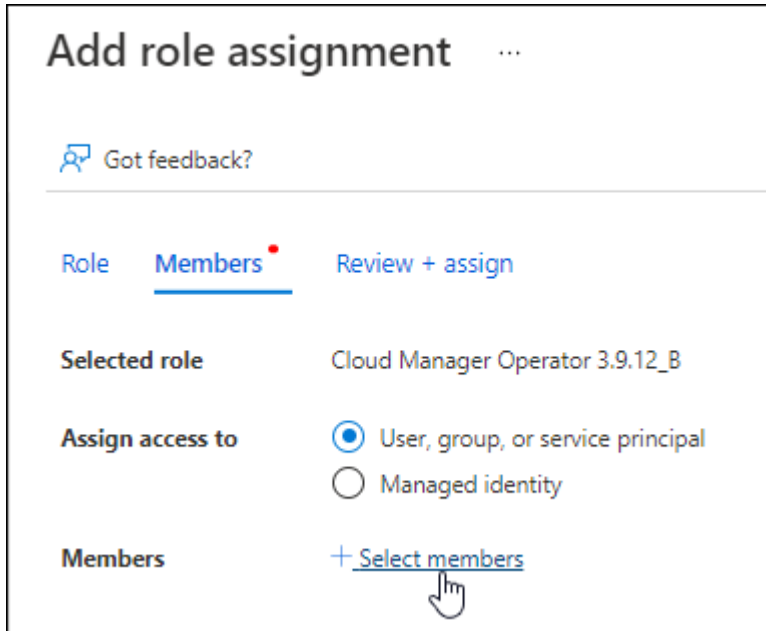 Add role assignment ...
Got feedback?
Role Members Review + assign
Selected role Cloud Manager Operator 3.9.12_B
Assign access to User, group, or service principal
Managed identity
Members + Select members